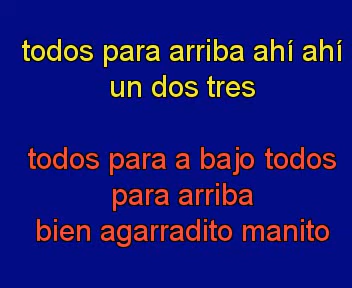 todos para arriba ahí ahí
un dos tres
todos para a bajo todos
para arriba
bien agarradito manito